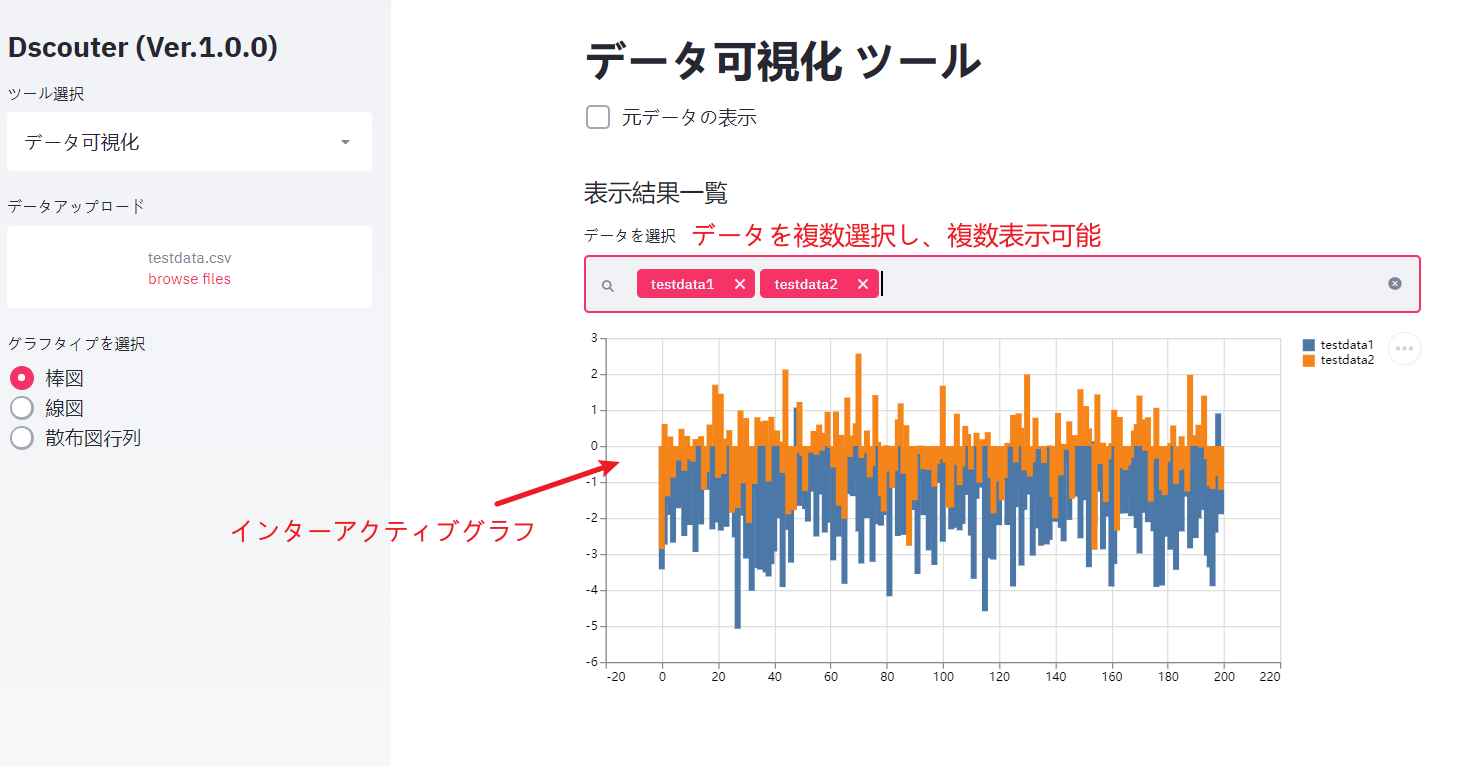 Dscouter (Ver.1.0.0)
ツール選択
データ可視化
データアップロード
testdata.csv
browse files
グラフタイプを選択
棒図
線図
散布図行列
データ可視化 ツール
元データの表示
表示結果一覧
データを選択 データを複数選択し、複数表示可能
testdata1 testdata2
インターアクティブグラフ
3
2
1
0
-1
-2
-3
-4
-5
-6
-20 0 20 40 60 80 100 120 140 160 180 200 220
testdata1
testdata2